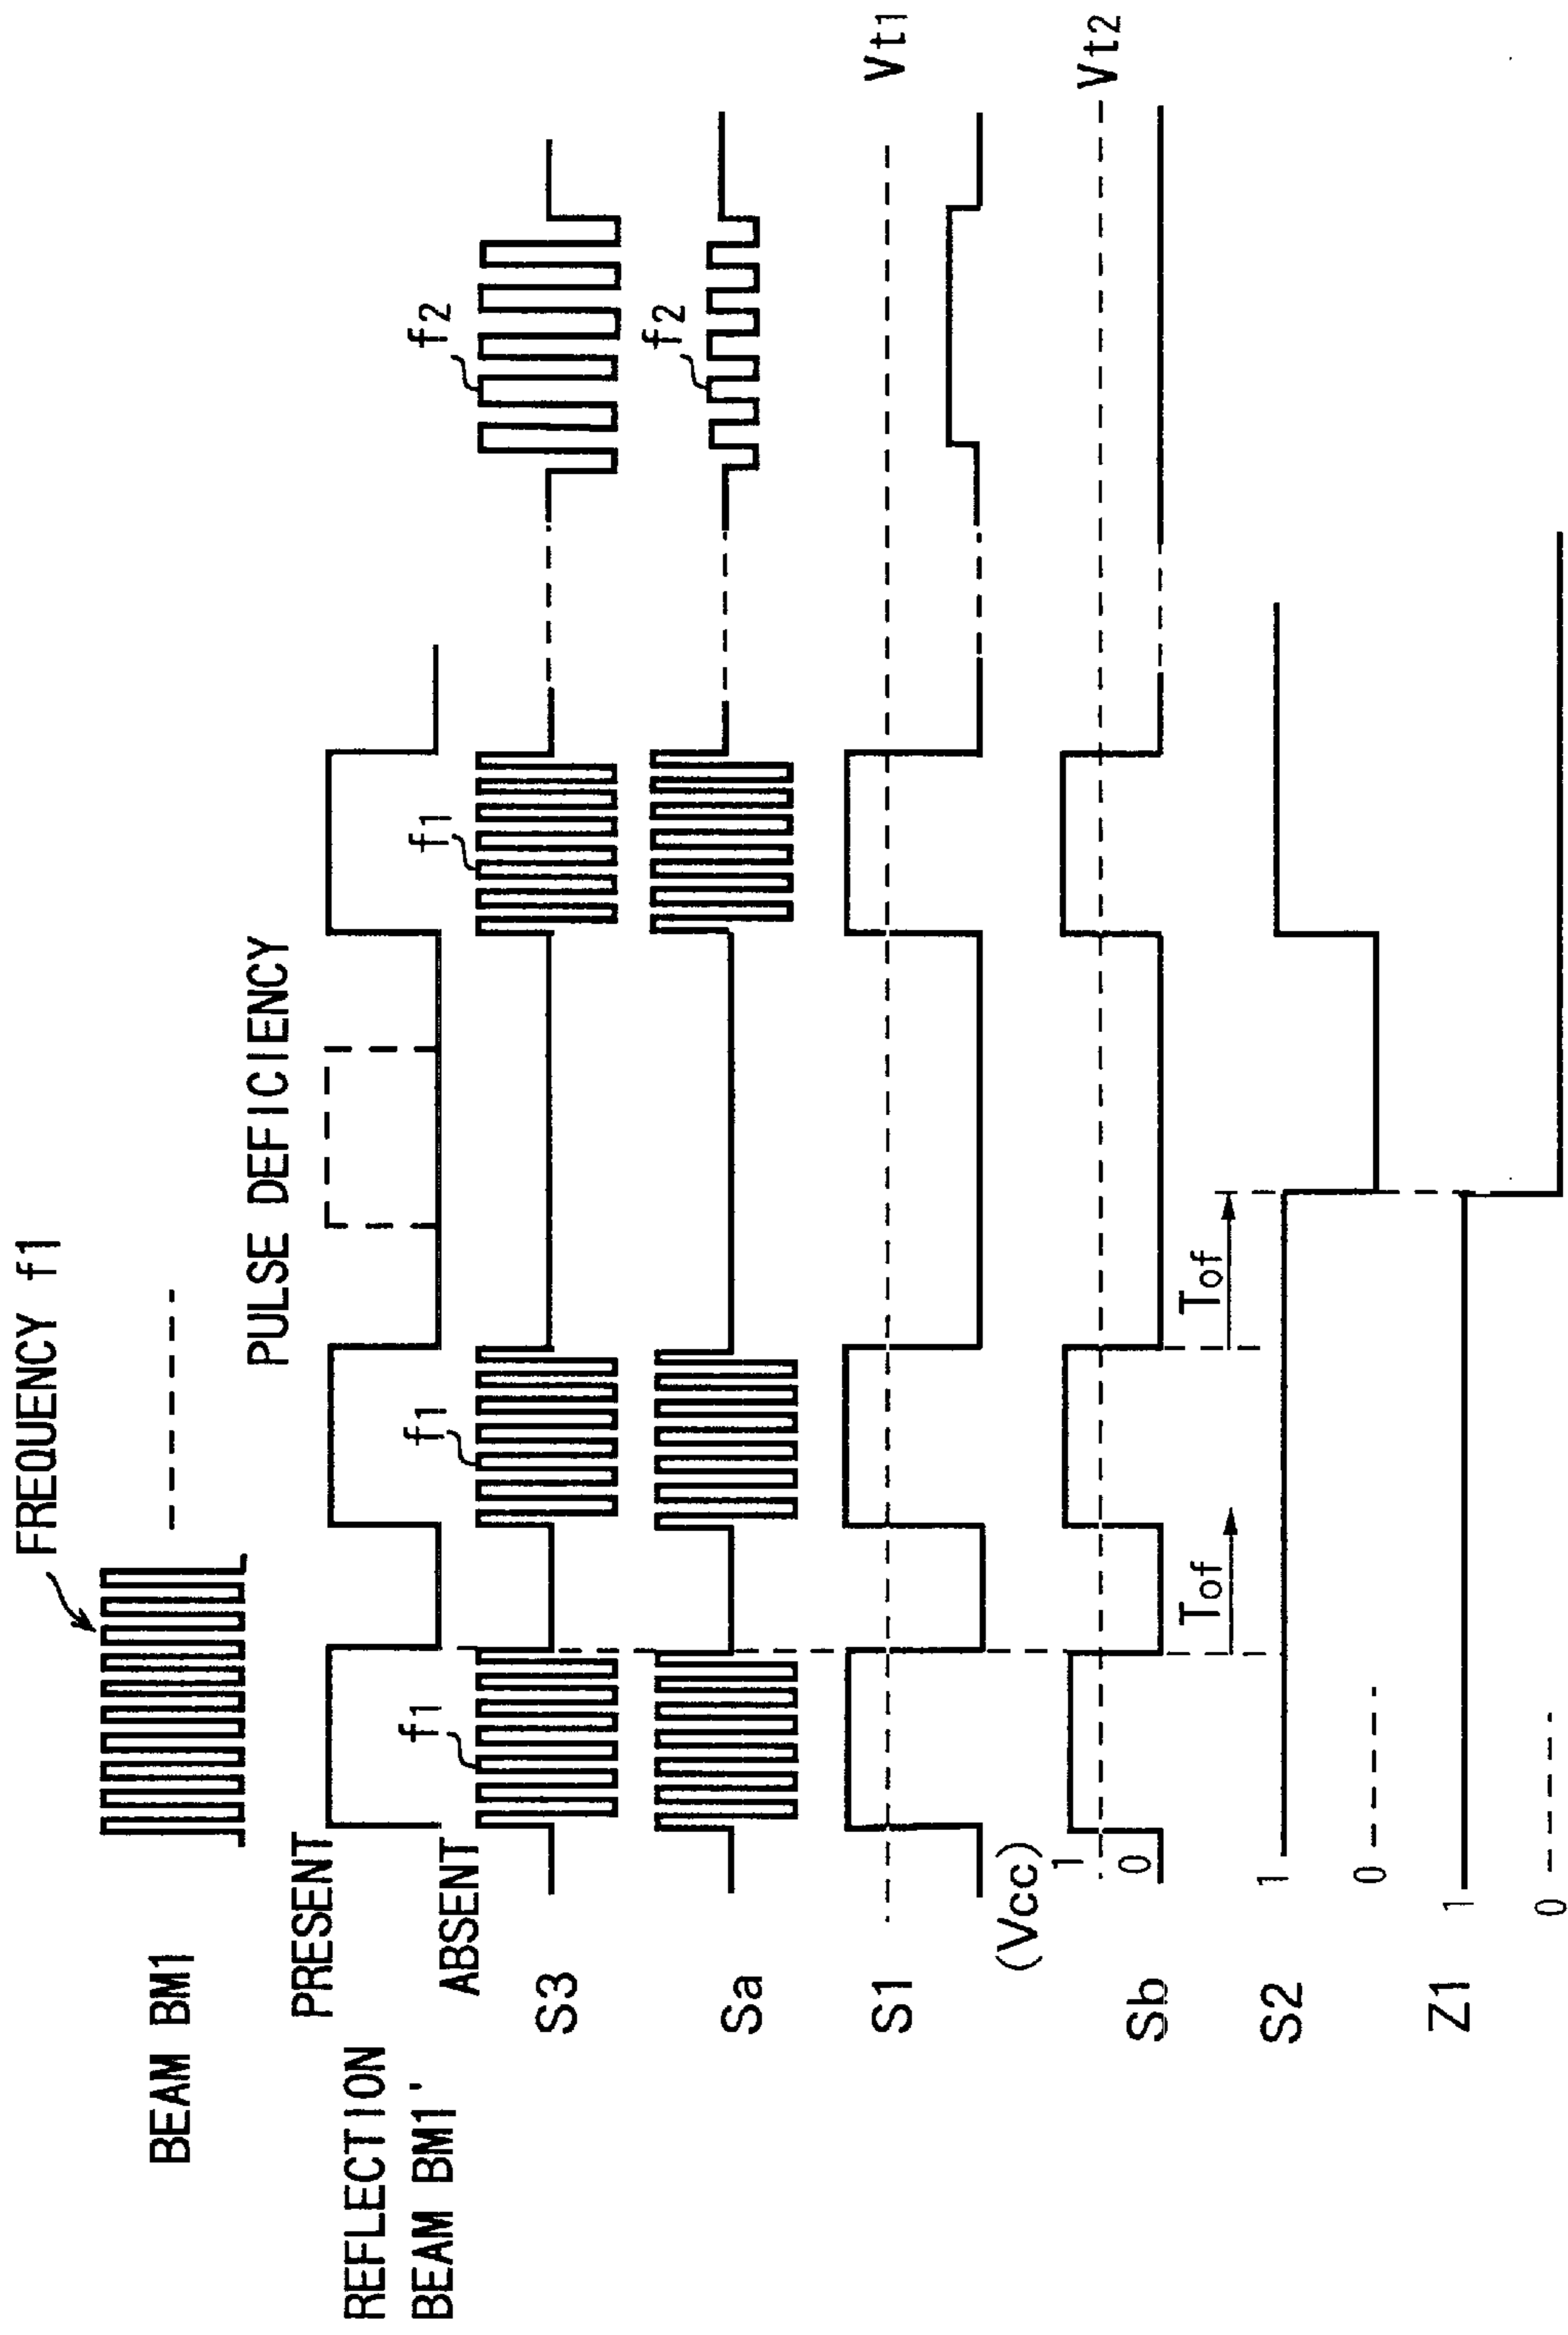 FREQUENCY f1
BEAM BM1
PULSE DEFICIENCY
PRESENT
REFLECTION
BEAM BM1'
ABSENT
f1
f1
f1
f2
S3
f2
Sa
Vt1
S1
(Vcc)
Vt2
1
0
Sb
Tof
Tof
1
S2
0
1
Z1
0